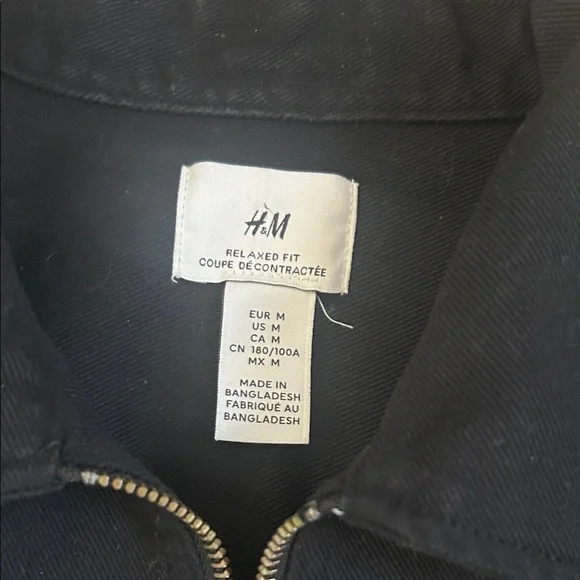 H&M
RELAXED FIT
COUPE DÉCONTRACTÉE
EUR M
US M
CA M
CN 180/100A
MX M
MADE IN
BANGLADESH
FABRIQUÉ AU
BANGLADESH